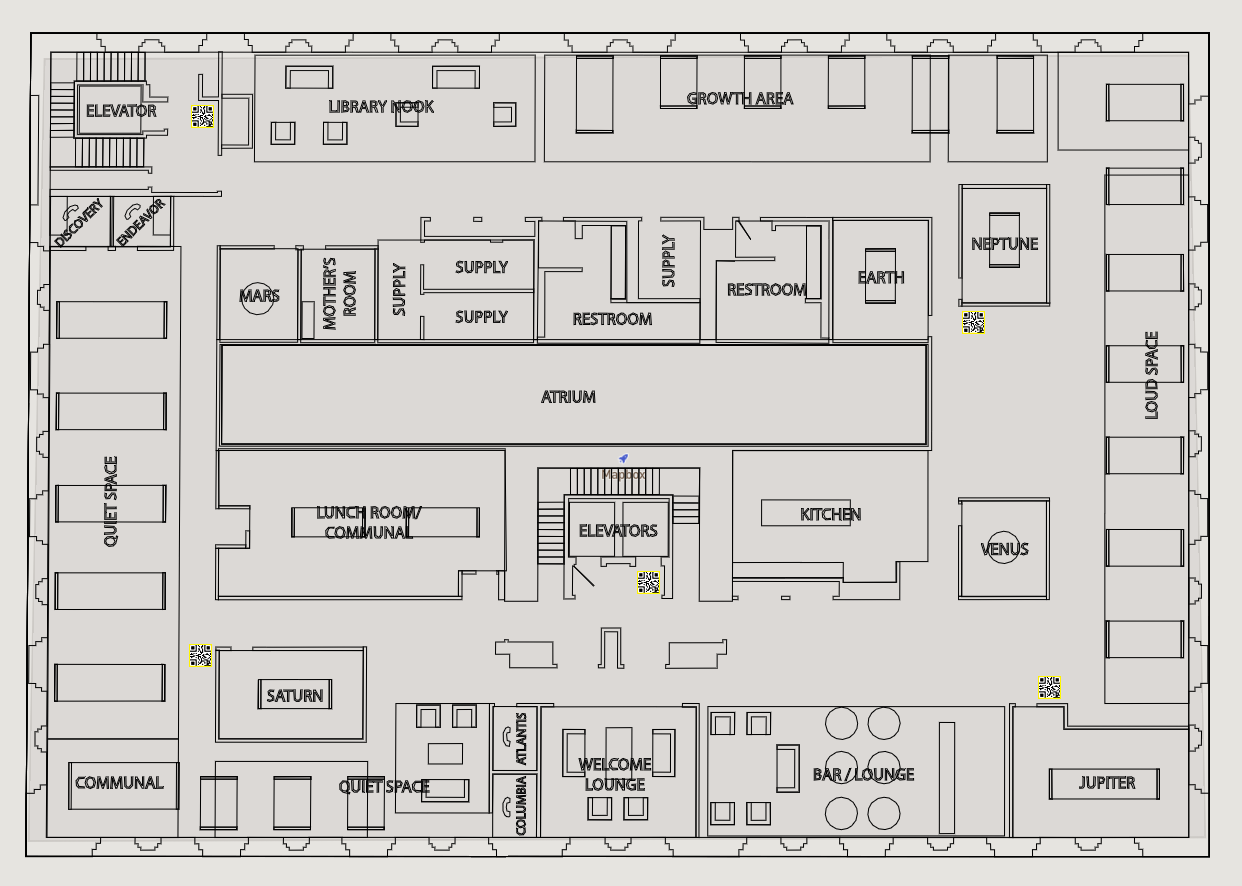 ELEVATOR
LIBRARY NOOK
GROWTH AREA
DISCOVERY
ENDEAVOR
MARS
MOTHER'S
ROOM
SUPPLY
SUPPLY
SUPPLY
RESTROOM
SUPPLY
RESTROOM
EARTH
NEPTUNE
LOUD SPACE
ATRIUM
Mapbox
QUIET SPACE
LUNCH ROOM/
COMMUNAL
ELEVATORS
KITCHEN
VENUS
SATURN
COMMUNAL
QUIET SPACE
ATLANTIS
COLUMBIA
WELCOME
LOUNGE
BAR / LOUNGE
JUPITER